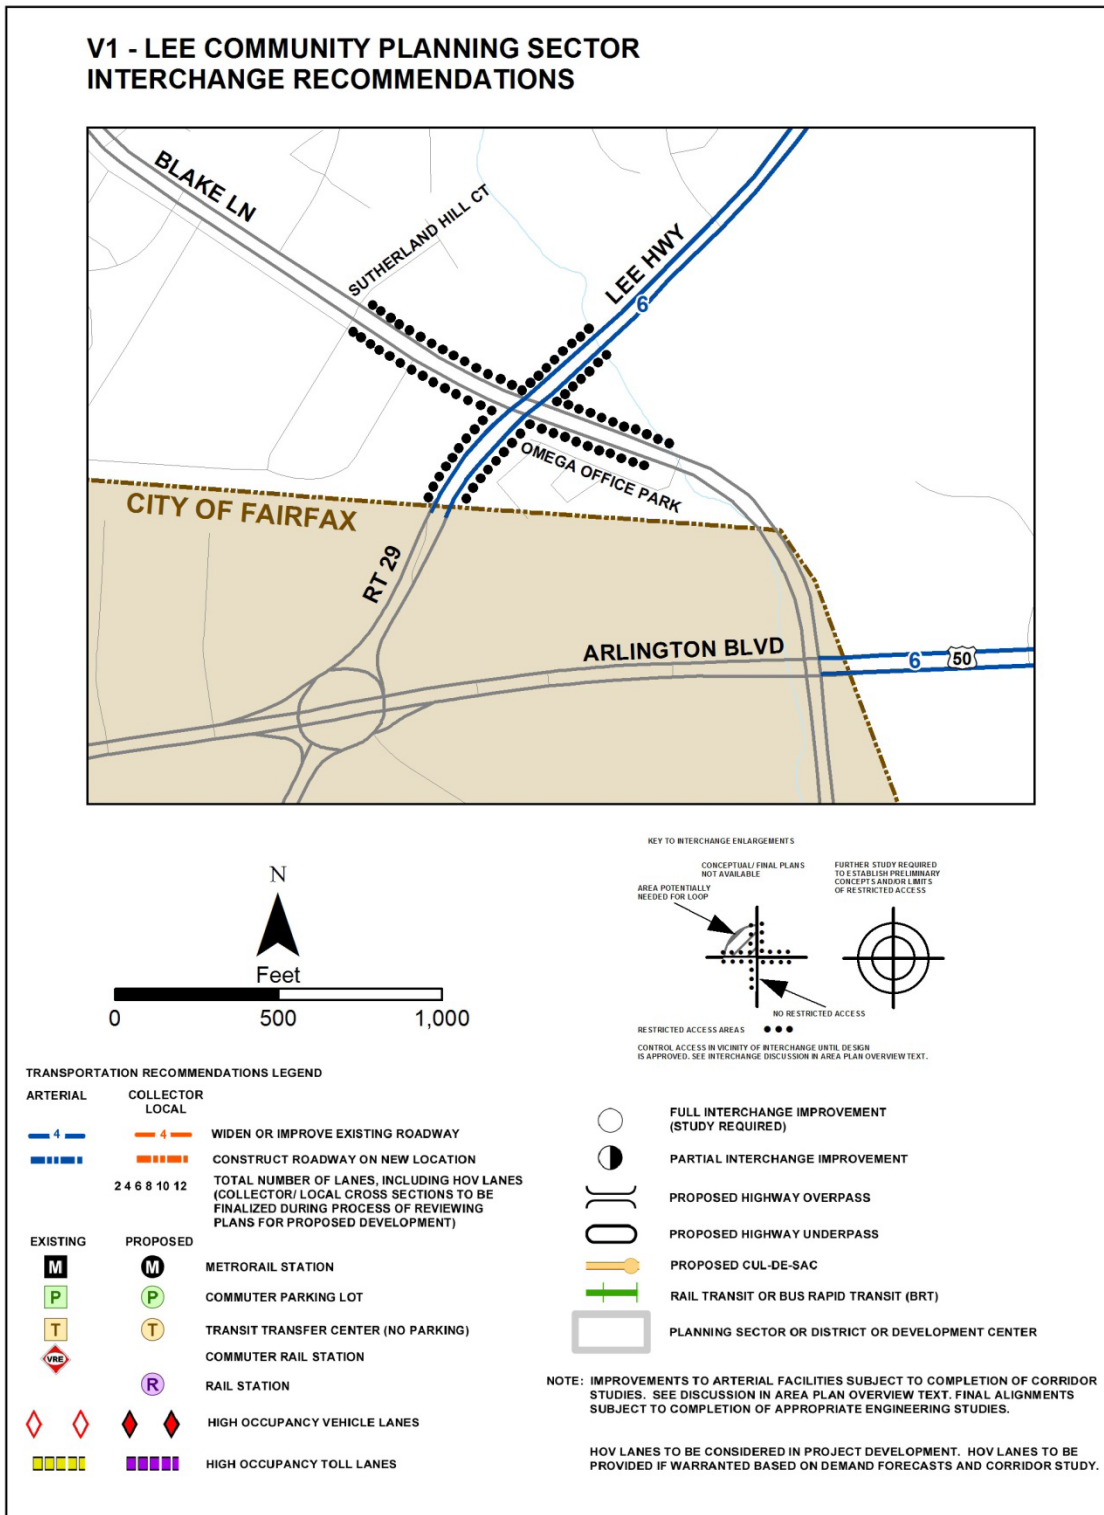 V1 - LEE COMMUNITY PLANNING SECTOR
INTERCHANGE RECOMMENDATIONS
BLAKE LN
SUTHERLAND HILL CT
LEE HWY
6
OMEGA OFFICE PARK
CITY OF FAIRFAX
RT 29
ARLINGTON BLVD
6
50
N
Feet
0
500
1,000
KEY TO INTERCHANGE ENLARGEMENTS
CONCEPTUAL/ FINAL PLANS
NOT AVAILABLE
AREA POTENTIALLY
NEEDED FOR LOOP
FURTHER STUDY REQUIRED
TO ESTABLISH PRELIMINARY
CONCEPTS AND/OR LIMITS
OF RESTRICTED ACCESS
NO RESTRICTED ACCESS
RESTRICTED ACCESS AREAS
CONTROL ACCESS IN VICINITY OF INTERCHANGE UNTIL DESIGN
IS APPROVED. SEE INTERCHANGE DISCUSSION IN AREA PLAN OVERVIEW TEXT.
TRANSPORTATION RECOMMENDATIONS LEGEND
ARTERIAL
COLLECTOR
LOCAL
4
4
WIDEN OR IMPROVE EXISTING ROADWAY
CONSTRUCT ROADWAY ON NEW LOCATION
2 4 6 8 10 12
TOTAL NUMBER OF LANES, INCLUDING HOV LANES
(COLLECTOR/ LOCAL CROSS SECTIONS TO BE
FINALIZED DURING PROCESS OF REVIEWING
PLANS FOR PROPOSED DEVELOPMENT)
EXISTING
PROPOSED
M
M
METRORAIL STATION
P
P
COMMUTER PARKING LOT
T
T
TRANSIT TRANSFER CENTER (NO PARKING)
VRE
COMMUTER RAIL STATION
R
RAIL STATION
HIGH OCCUPANCY VEHICLE LANES
HIGH OCCUPANCY TOLL LANES
FULL INTERCHANGE IMPROVEMENT
(STUDY REQUIRED)
PARTIAL INTERCHANGE IMPROVEMENT
PROPOSED HIGHWAY OVERPASS
PROPOSED HIGHWAY UNDERPASS
PROPOSED CUL-DE-SAC
RAIL TRANSIT OR BUS RAPID TRANSIT (BRT)
PLANNING SECTOR OR DISTRICT OR DEVELOPMENT CENTER
NOTE: IMPROVEMENTS TO ARTERIAL FACILITIES SUBJECT TO COMPLETION OF CORRIDOR
STUDIES. SEE DISCUSSION IN AREA PLAN OVERVIEW TEXT. FINAL ALIGNMENTS
SUBJECT TO COMPLETION OF APPROPRIATE ENGINEERING STUDIES.
HOV LANES TO BE CONSIDERED IN PROJECT DEVELOPMENT. HOV LANES TO BE
PROVIDED IF WARRANTED BASED ON DEMAND FORECASTS AND CORRIDOR STUDY.